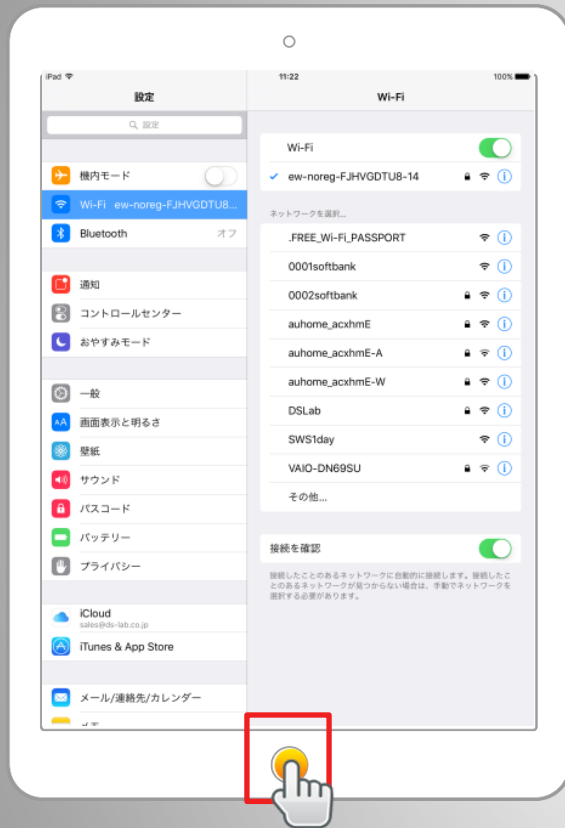 iPad 11:22 100%
設定
Wi-Fi
設定
機内モード
Wi-Fi ew-noreg-FJHVGDTU8...
Bluetooth オフ
通知
コントロールセンター
おやすみモード
一般
AA 画面表示と明るさ
壁紙
サウンド
パスコード
バッテリー
プライバシー
iCloud
sales@ds-lab.co.jp
iTunes & App Store
メール/連絡先/カレンダー
メモ
Wi-Fi
ew-noreg-FJHVGDTU8-14
ネットワークを選択...
.FREE_Wi-Fi_PASSPORT
0001softbank
0002softbank
auhome_acxhmE
auhome_acxhmE-A
auhome_acxhmE-W
DSLab
SWS1day
VAIO-DN69SU
その他...
接続を確認
接続したことのあるネットワークに自動的に接続します。接続したこ
とのあるネットワークが見つからない場合は、手動でネットワークを
選択する必要があります。